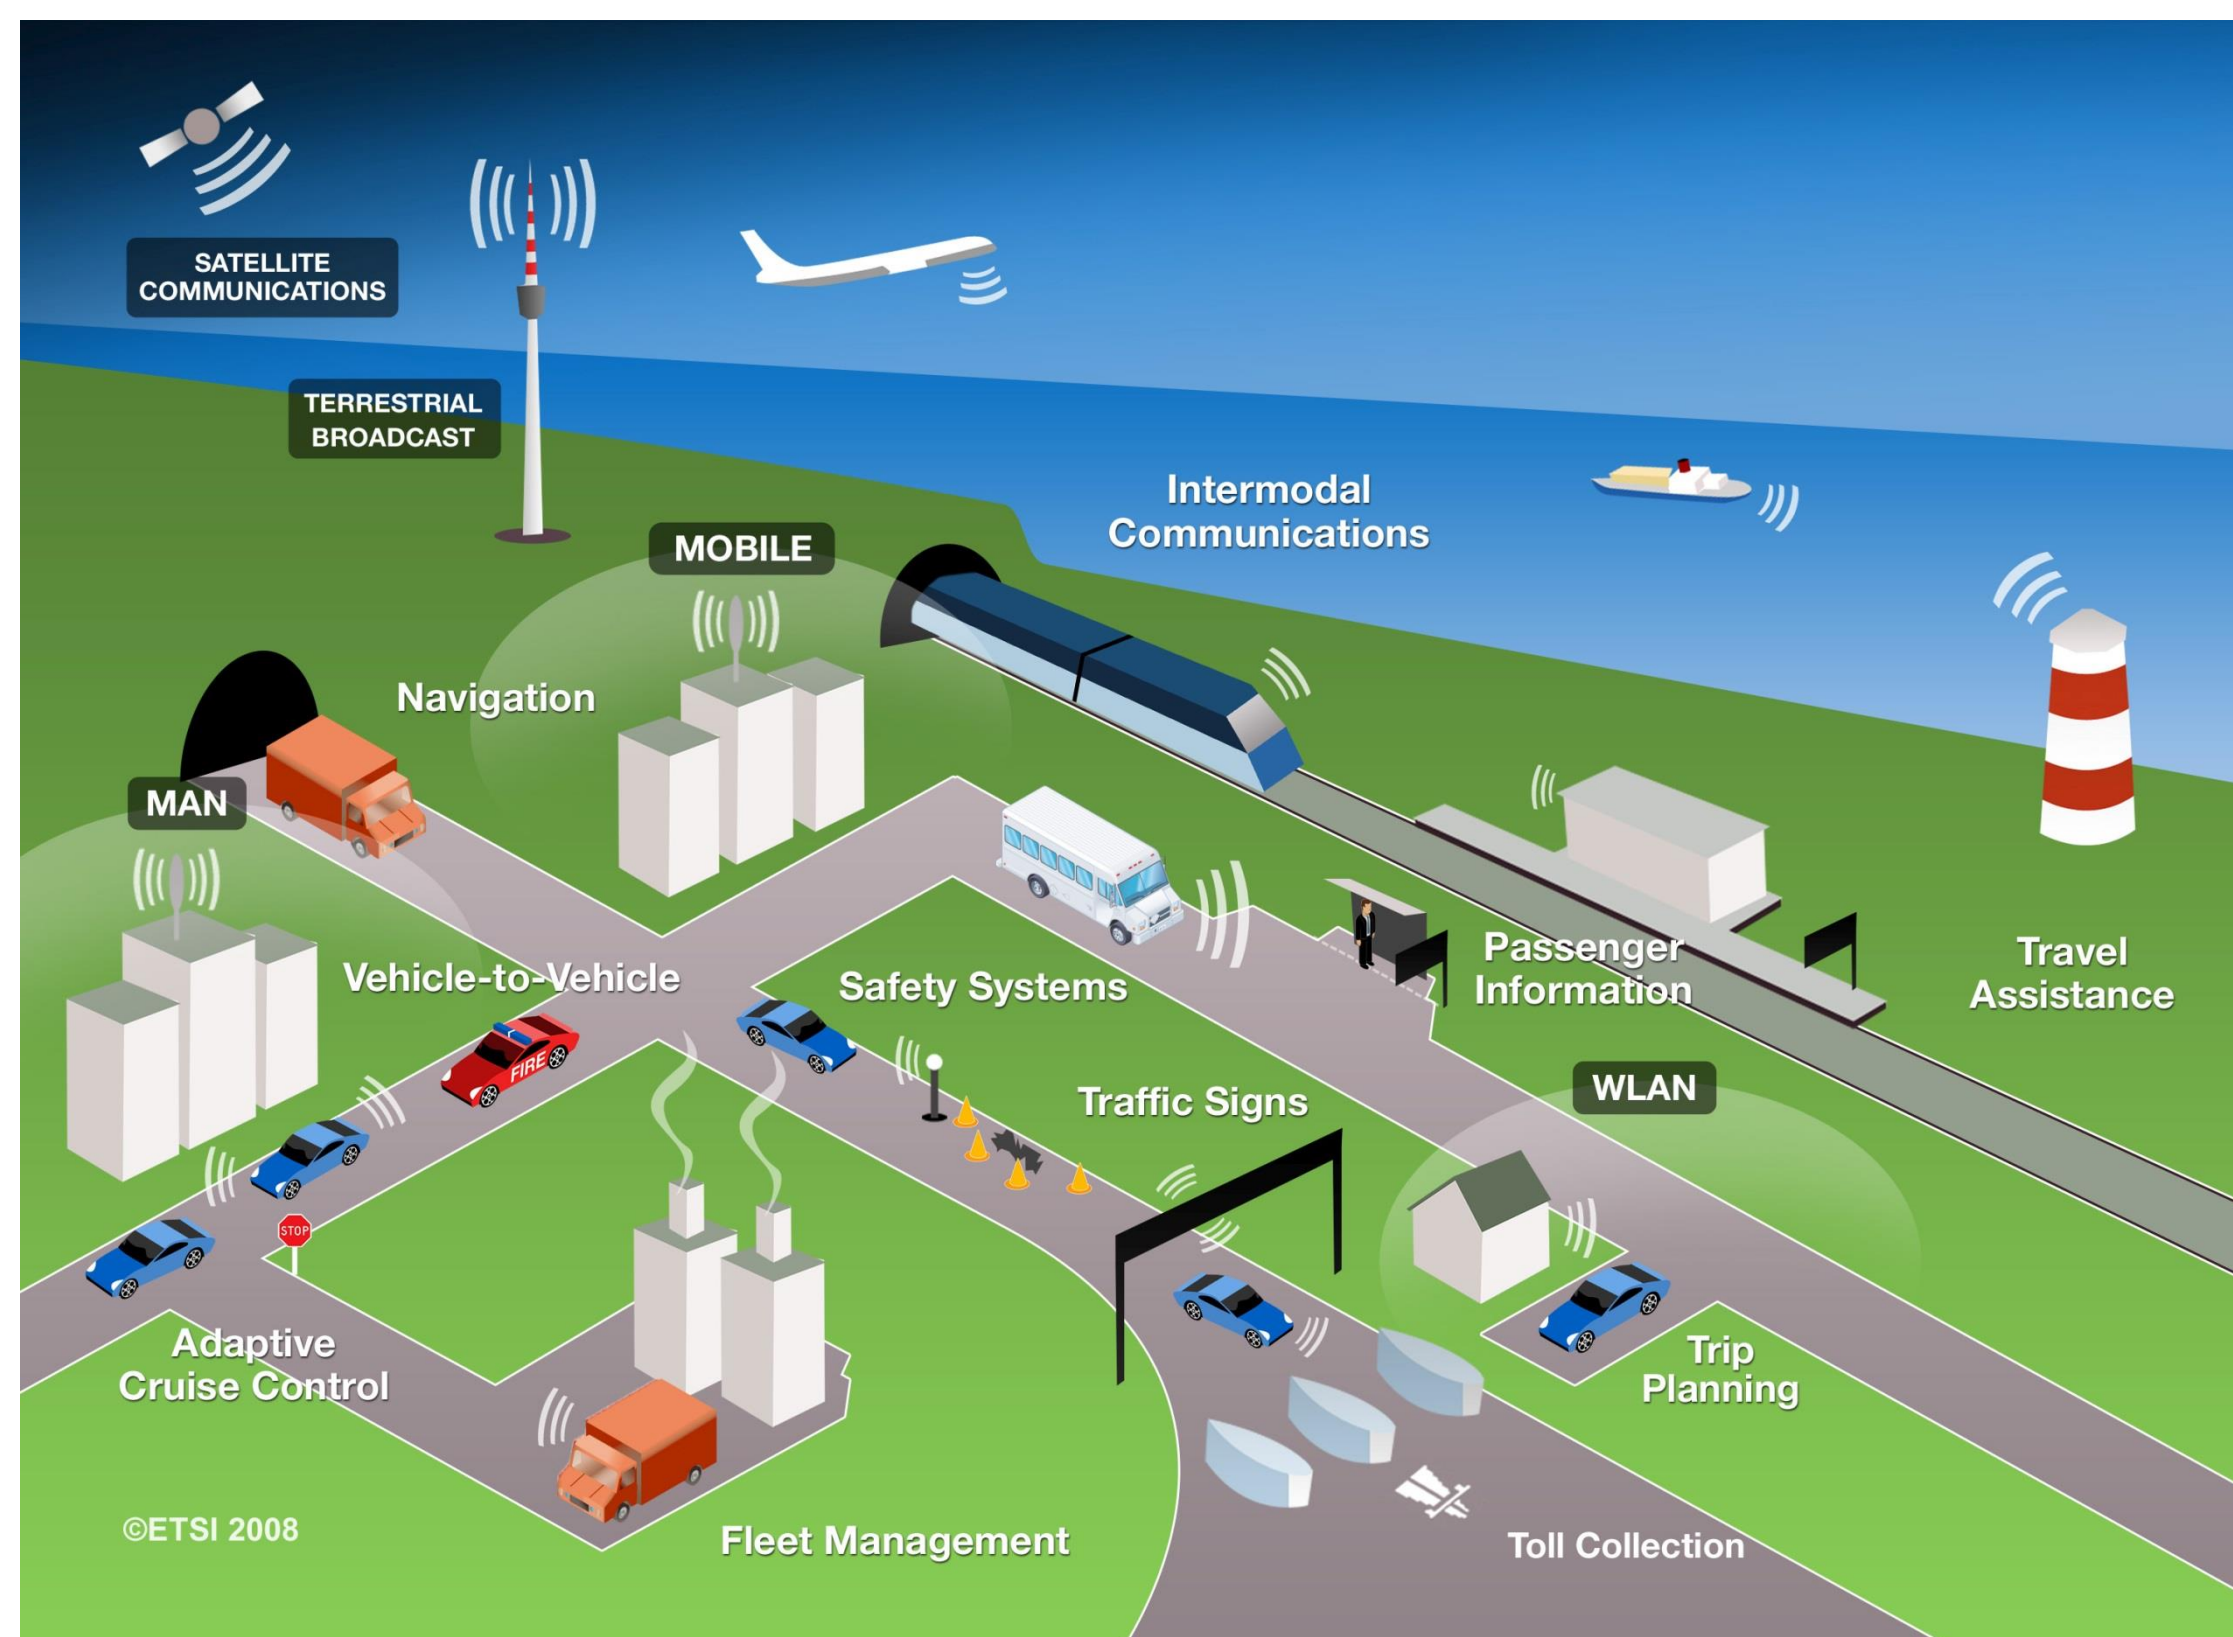 SATELLITE
COMMUNICATIONS
TERRESTRIAL
BROADCAST
Intermodal
Communications
MOBILE
Navigation
MAN
Vehicle-to-Vehicle
Safety Systems
Passenger
Information
Travel
Assistance
FIRE
Traffic Signs
WLAN
STOP
Adaptive
Cruise Control
Trip
Planning
©ETSI 2008
Fleet Management
Toll Collection